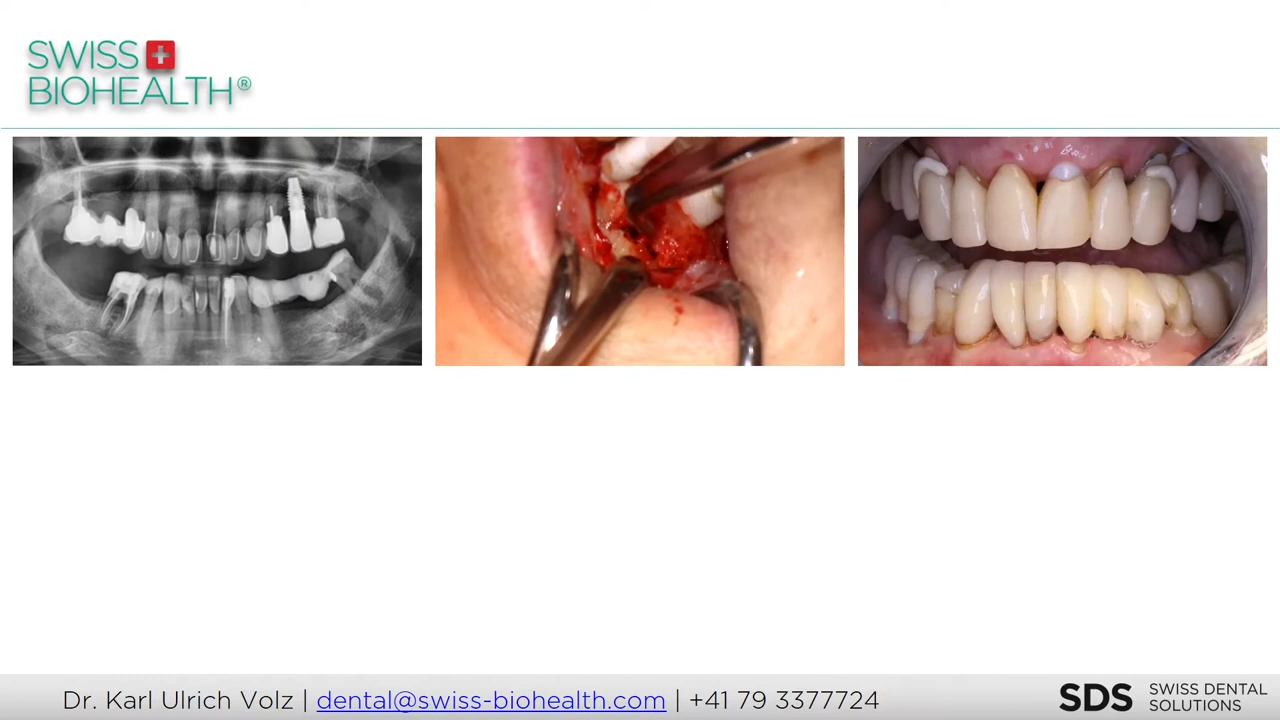 SWISS
BIOHEALTH®
Dr. Karl Ulrich Volz | dental@swiss-biohealth.com | +41 79 3377724
SDS SWISS DENTAL
SOLUTIONS